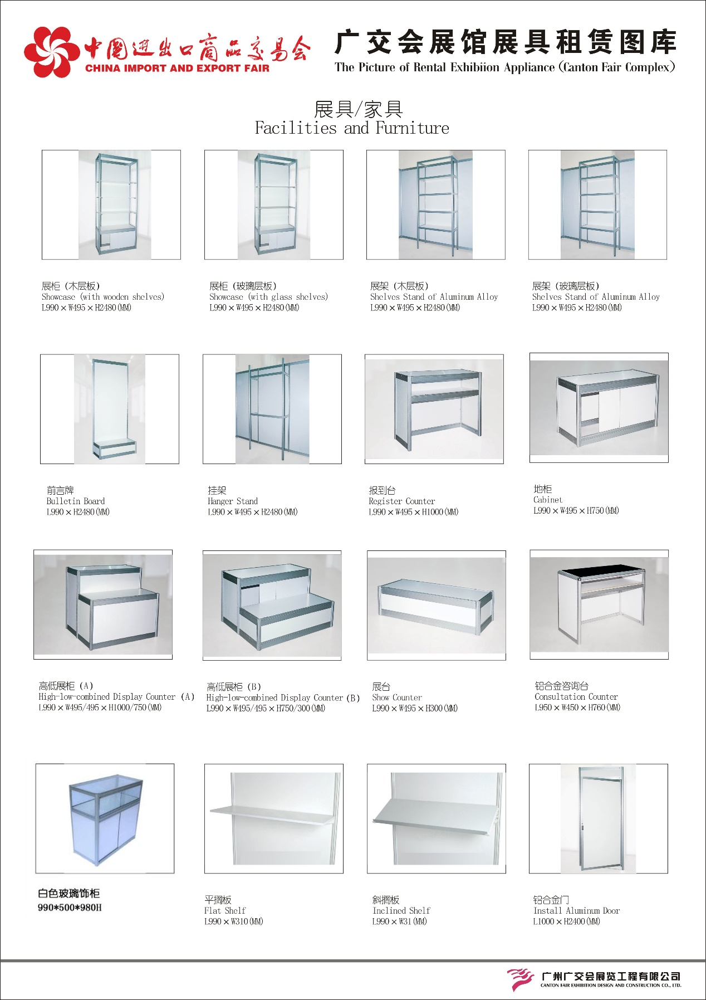 中国进出口商品交易会
CHINA IMPORT AND EXPORT FAIR
广交会展馆展具租赁图库
The Picture of Rental Exhibiion Appliance (Canton Fair Complex)
展具/家具
Facilities and Furniture
展柜 (木层板)
Showcase (with wooden shelves)
L990×W495×H2480(MM)
展柜 (玻璃层板)
Showcase (with glass shelves)
L990×W495×H2480(MM)
展架 (木层板)
Shelves Stand of Aluminum Alloy
L990×W495×H2480(MM)
展架 (玻璃层板)
Shelves Stand of Aluminum Alloy
L990×W495×H2480(MM)
前言牌
Bulletin Board
L990×H2480(MM)
挂架
Hanger Stand
L990×W495×H2480(MM)
报到台
Register Counter
L990×W495×H1000(MM)
地柜
Cabinet
L990×W495×H750(MM)
高低展柜 (A)
High-low-combined Display Counter (A)
L990×W495/495×H1000/750(MM)
高低展柜 (B)
High-low-combined Display Counter (B)
L990×W495/495×H750/300(MM)
展台
Show Counter
L990×W495×H300(MM)
铝合金咨询台
Consultation Counter
L950×W450×H760(MM)
白色玻璃饰柜
990*500*980H
平搁板
Flat Shelf
L990×W310(MM)
斜搁板
Inclined Shelf
L990×W31(MM)
铝合金门
Install Aluminum Door
L1000×H2400(MM)
广州广交会展览工程有限公司
CANTON FAIR EXHIBITION DESIGN AND CONSTRUCTION CO., LTD.